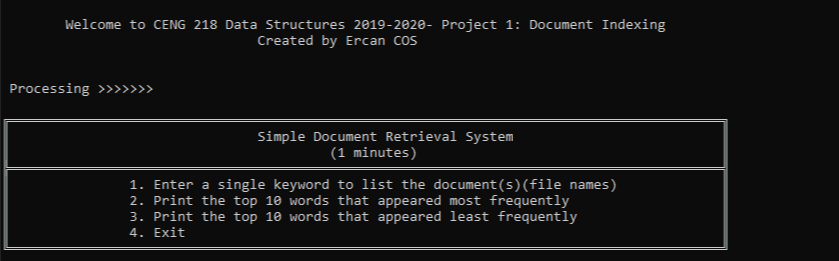 Welcome to CENG 218 Data Structures 2019-2020- Project 1: Document Indexing
Created by Ercan COS
Processing >>>>>>>
Simple Document Retrieval System
(1 minutes)
1. Enter a single keyword to list the document(s)(file names)
2. Print the top 10 words that appeared most frequently
3. Print the top 10 words that appeared least frequently
4. Exit